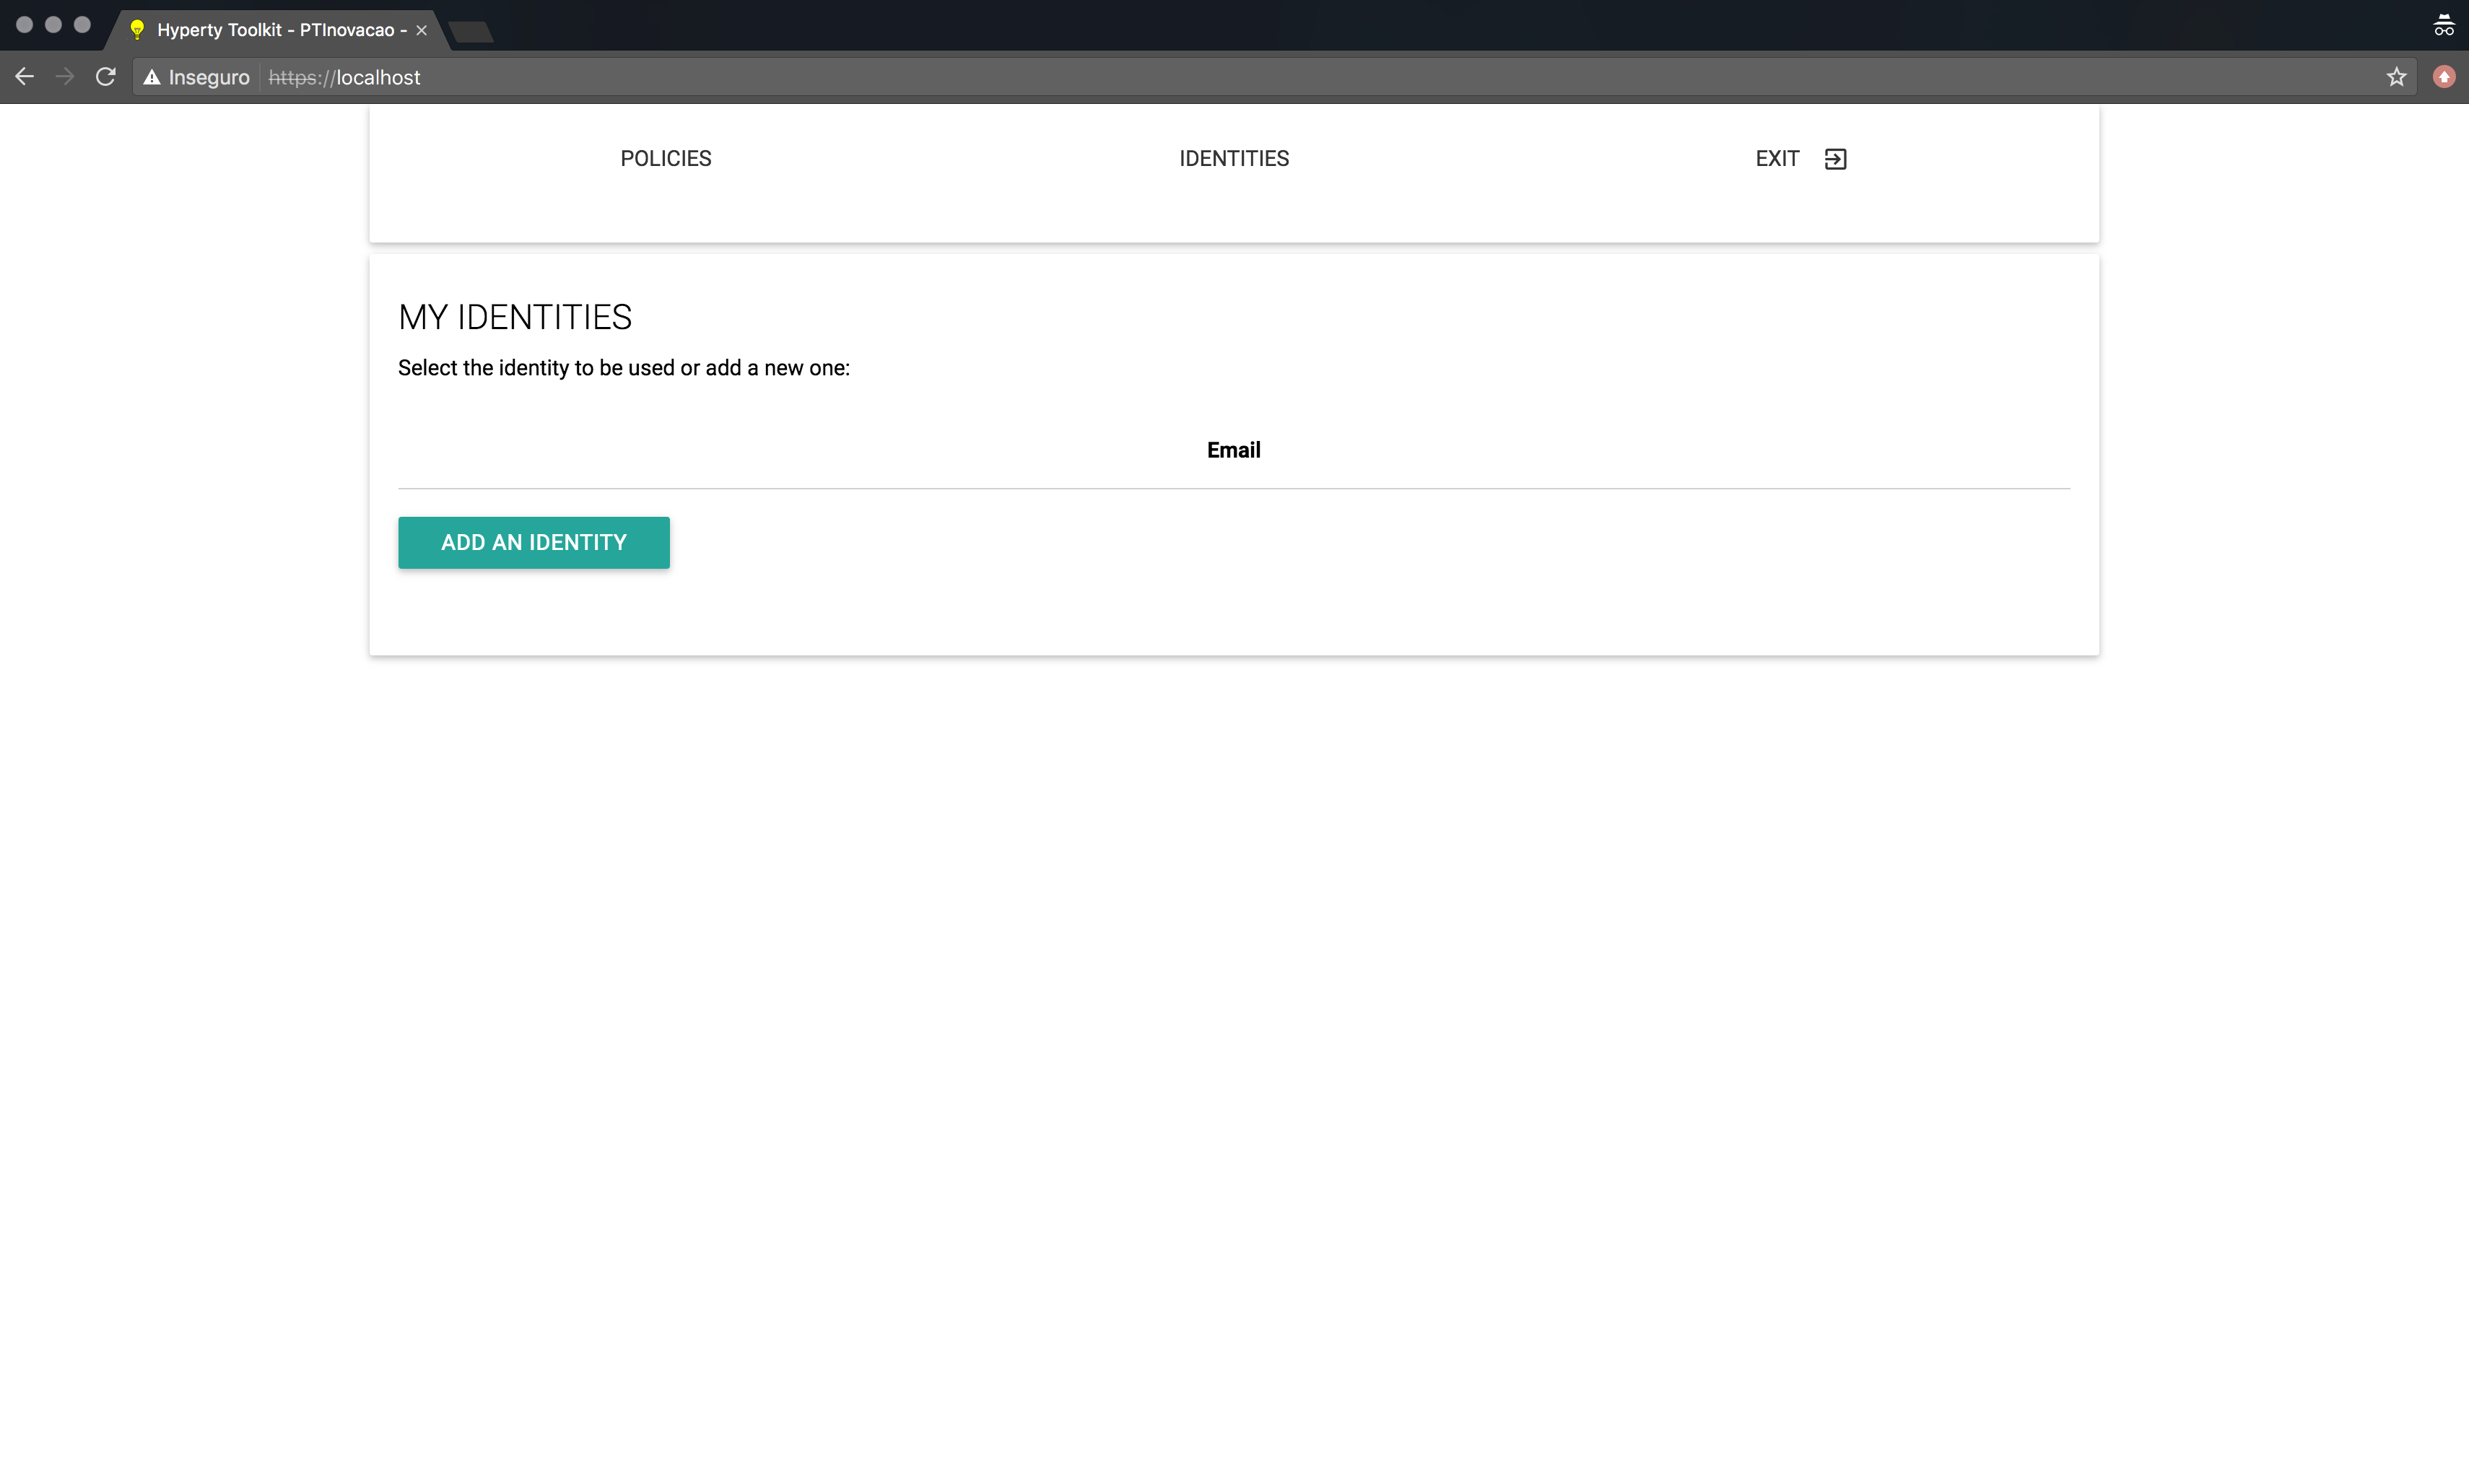 Hyperty Toolkit - PTInovacao -
Inseguro https://localhost
POLICIES IDENTITIES EXIT
MY IDENTITIES
Select the identity to be used or add a new one:
Email
ADD AN IDENTITY